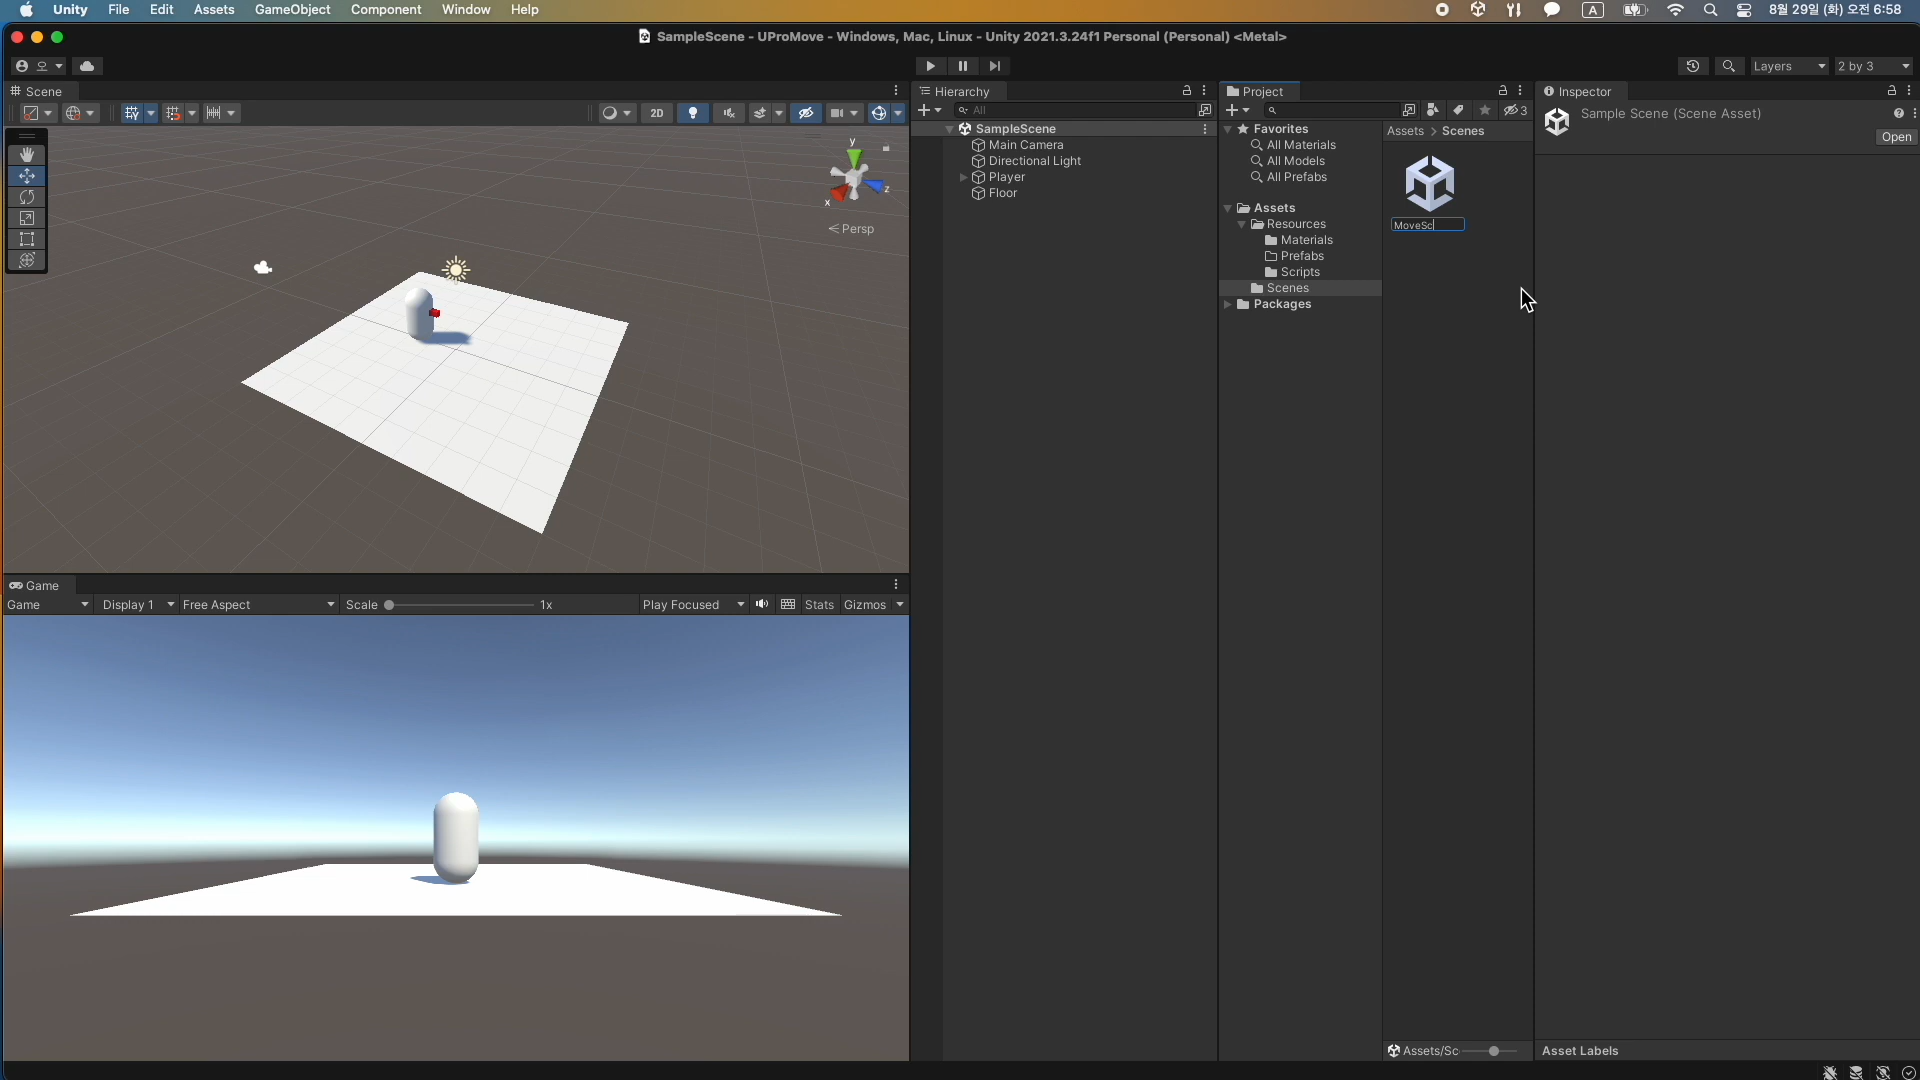 Unity File Edit Assets GameObject Component Window Help
A
8월 29일 (화) 오전 6:58
SampleScene - UProMove - Windows, Mac, Linux - Unity 2021.3.24f1 Personal (Personal) <Metal>
Layers
2 by 3
Scene
2D
y
x
z
< Persp
Game
Game
Display 1
Free Aspect
Scale
1x
Play Focused
Stats
Gizmos
Hierarchy
All
SampleScene
Main Camera
Directional Light
Player
Floor
Project
3
Favorites
All Materials
All Models
All Prefabs
Assets
Resources
Materials
Prefabs
Scripts
Scenes
Packages
Assets > Scenes
MoveSc
Assets/Sc
Inspector
Sample Scene (Scene Asset)
Open
Asset Labels